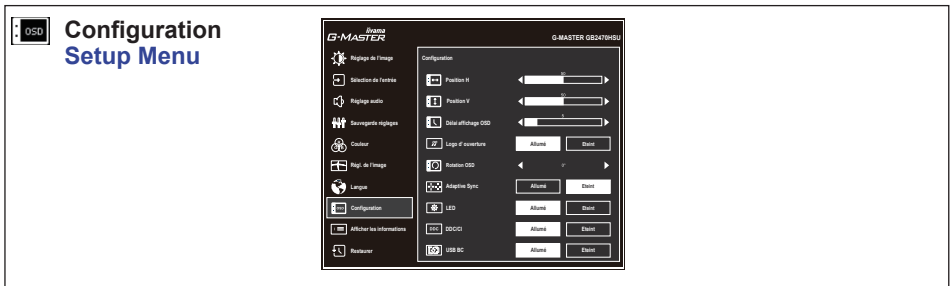 OSD
Configuration
Setup Menu
iiyama
G-MASTER
G-MASTER GB2470HSU
Réglage de l'image
Sélection de l'entrée
Réglage audio
Sauvegarde réglages
Couleur
Régl. de l'image
Langue
OSD Configuration
Afficher les informations
Restaurer
Configuration
Position H 50
Position V 50
Délai affichage OSD
Logo d' ouverture Allumé Eteint
Rotation OSD 0°
Adaptive Sync Allumé Eteint
LED Allumé Eteint
DDC DDC/CI Allumé Eteint
USB BC Allumé Eteint